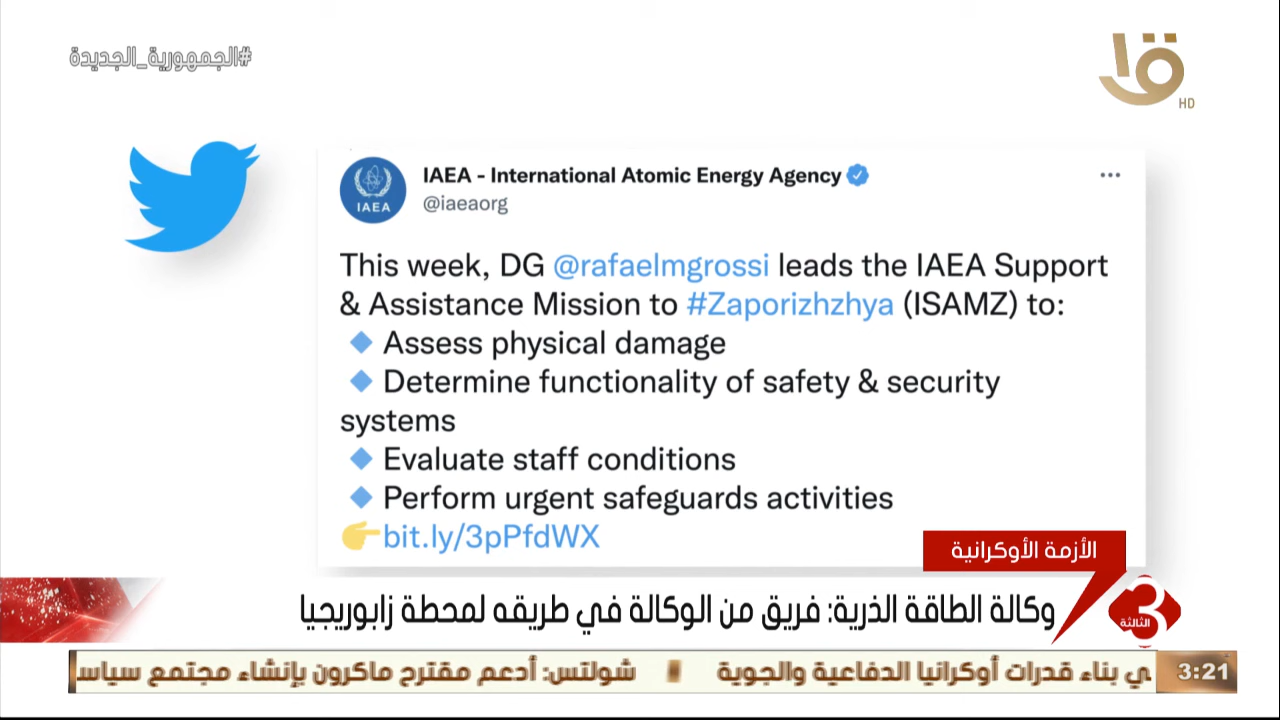 #الجمهورية_الجديدة
HD
IAEA - International Atomic Energy Agency
@iaeaorg
IAEA
This week, DG @rafaelmgrossi leads the IAEA Support
& Assistance Mission to #Zaporizhzhya (ISAMZ) to:
Assess physical damage
Determine functionality of safety & security
systems
Evaluate staff conditions
Perform urgent safeguards activities
bit.ly/3pPfdWX
الأزمة الأوكرانية
وكالة الطاقة الذرية: فريق من الوكالة في طريقه لمحطة زابوريجيا
3 الثالثة
ي بناء قدرات أوكرانيا الدفاعية والجوية # شولتس: أدعم مقترح ماكرون بإنشاء مجتمع سياس
3:21